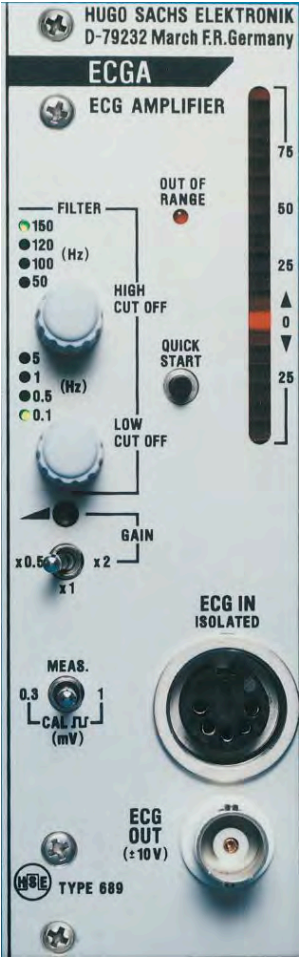 HUGO SACHS ELEKTRONIK
D-79232 March F.R.Germany
ECGA
ECG AMPLIFIER
75
50
25
0
25
OUT OF
RANGE
FILTER
150
120
100
50
(Hz)
HIGH
CUT OFF
5
1
0.5
0.1
(Hz)
QUICK
START
LOW
CUT OFF
GAIN
x0.5
x2
x1
MEAS.
0.3
1
CAL
(mV)
ECG IN
ISOLATED
ECG
OUT
(±10V)
HSE
TYPE 689